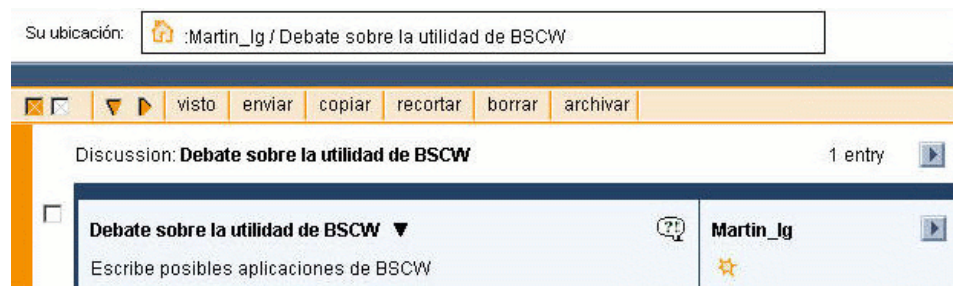 Su ubicación: :Martin_lg / Debate sobre la utilidad de BSCW
visto enviar copiar recortar borrar archivar
Discussion: Debate sobre la utilidad de BSCW 1 entry
Debate sobre la utilidad de BSCW ▼ ?! Martin_lg
Escribe posibles aplicaciones de BSCW